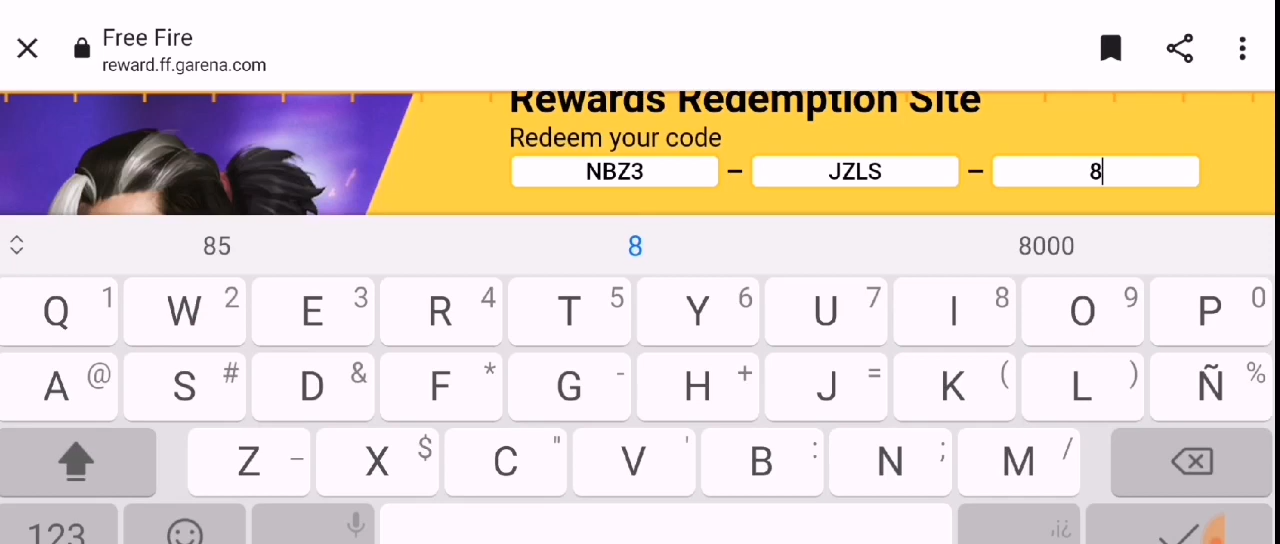 Free Fire
reward.ff.garena.com
Rewards Redemption Site
Redeem your code
NBZ3 – JZLS – 8
85 8 8000
Q 1 W 2 E 3 R 4 T 5 Y 6 U 7 I 8 O 9 P 0
A @ S # D & F * G - H + J = K ( L ) Ñ %
Z _ X $ C " V ' B : N ; M /
123 ,¡¿